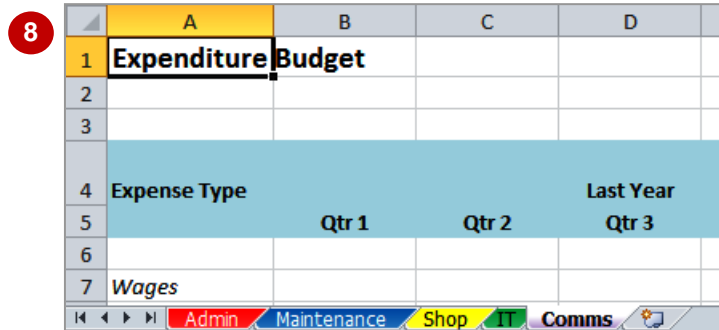 8
A B C D
1 Expenditure Budget
2
3
4 Expense Type Last Year
5 Qtr 1 Qtr 2 Qtr 3
6
7 Wages
Admin Maintenance Shop IT Comms